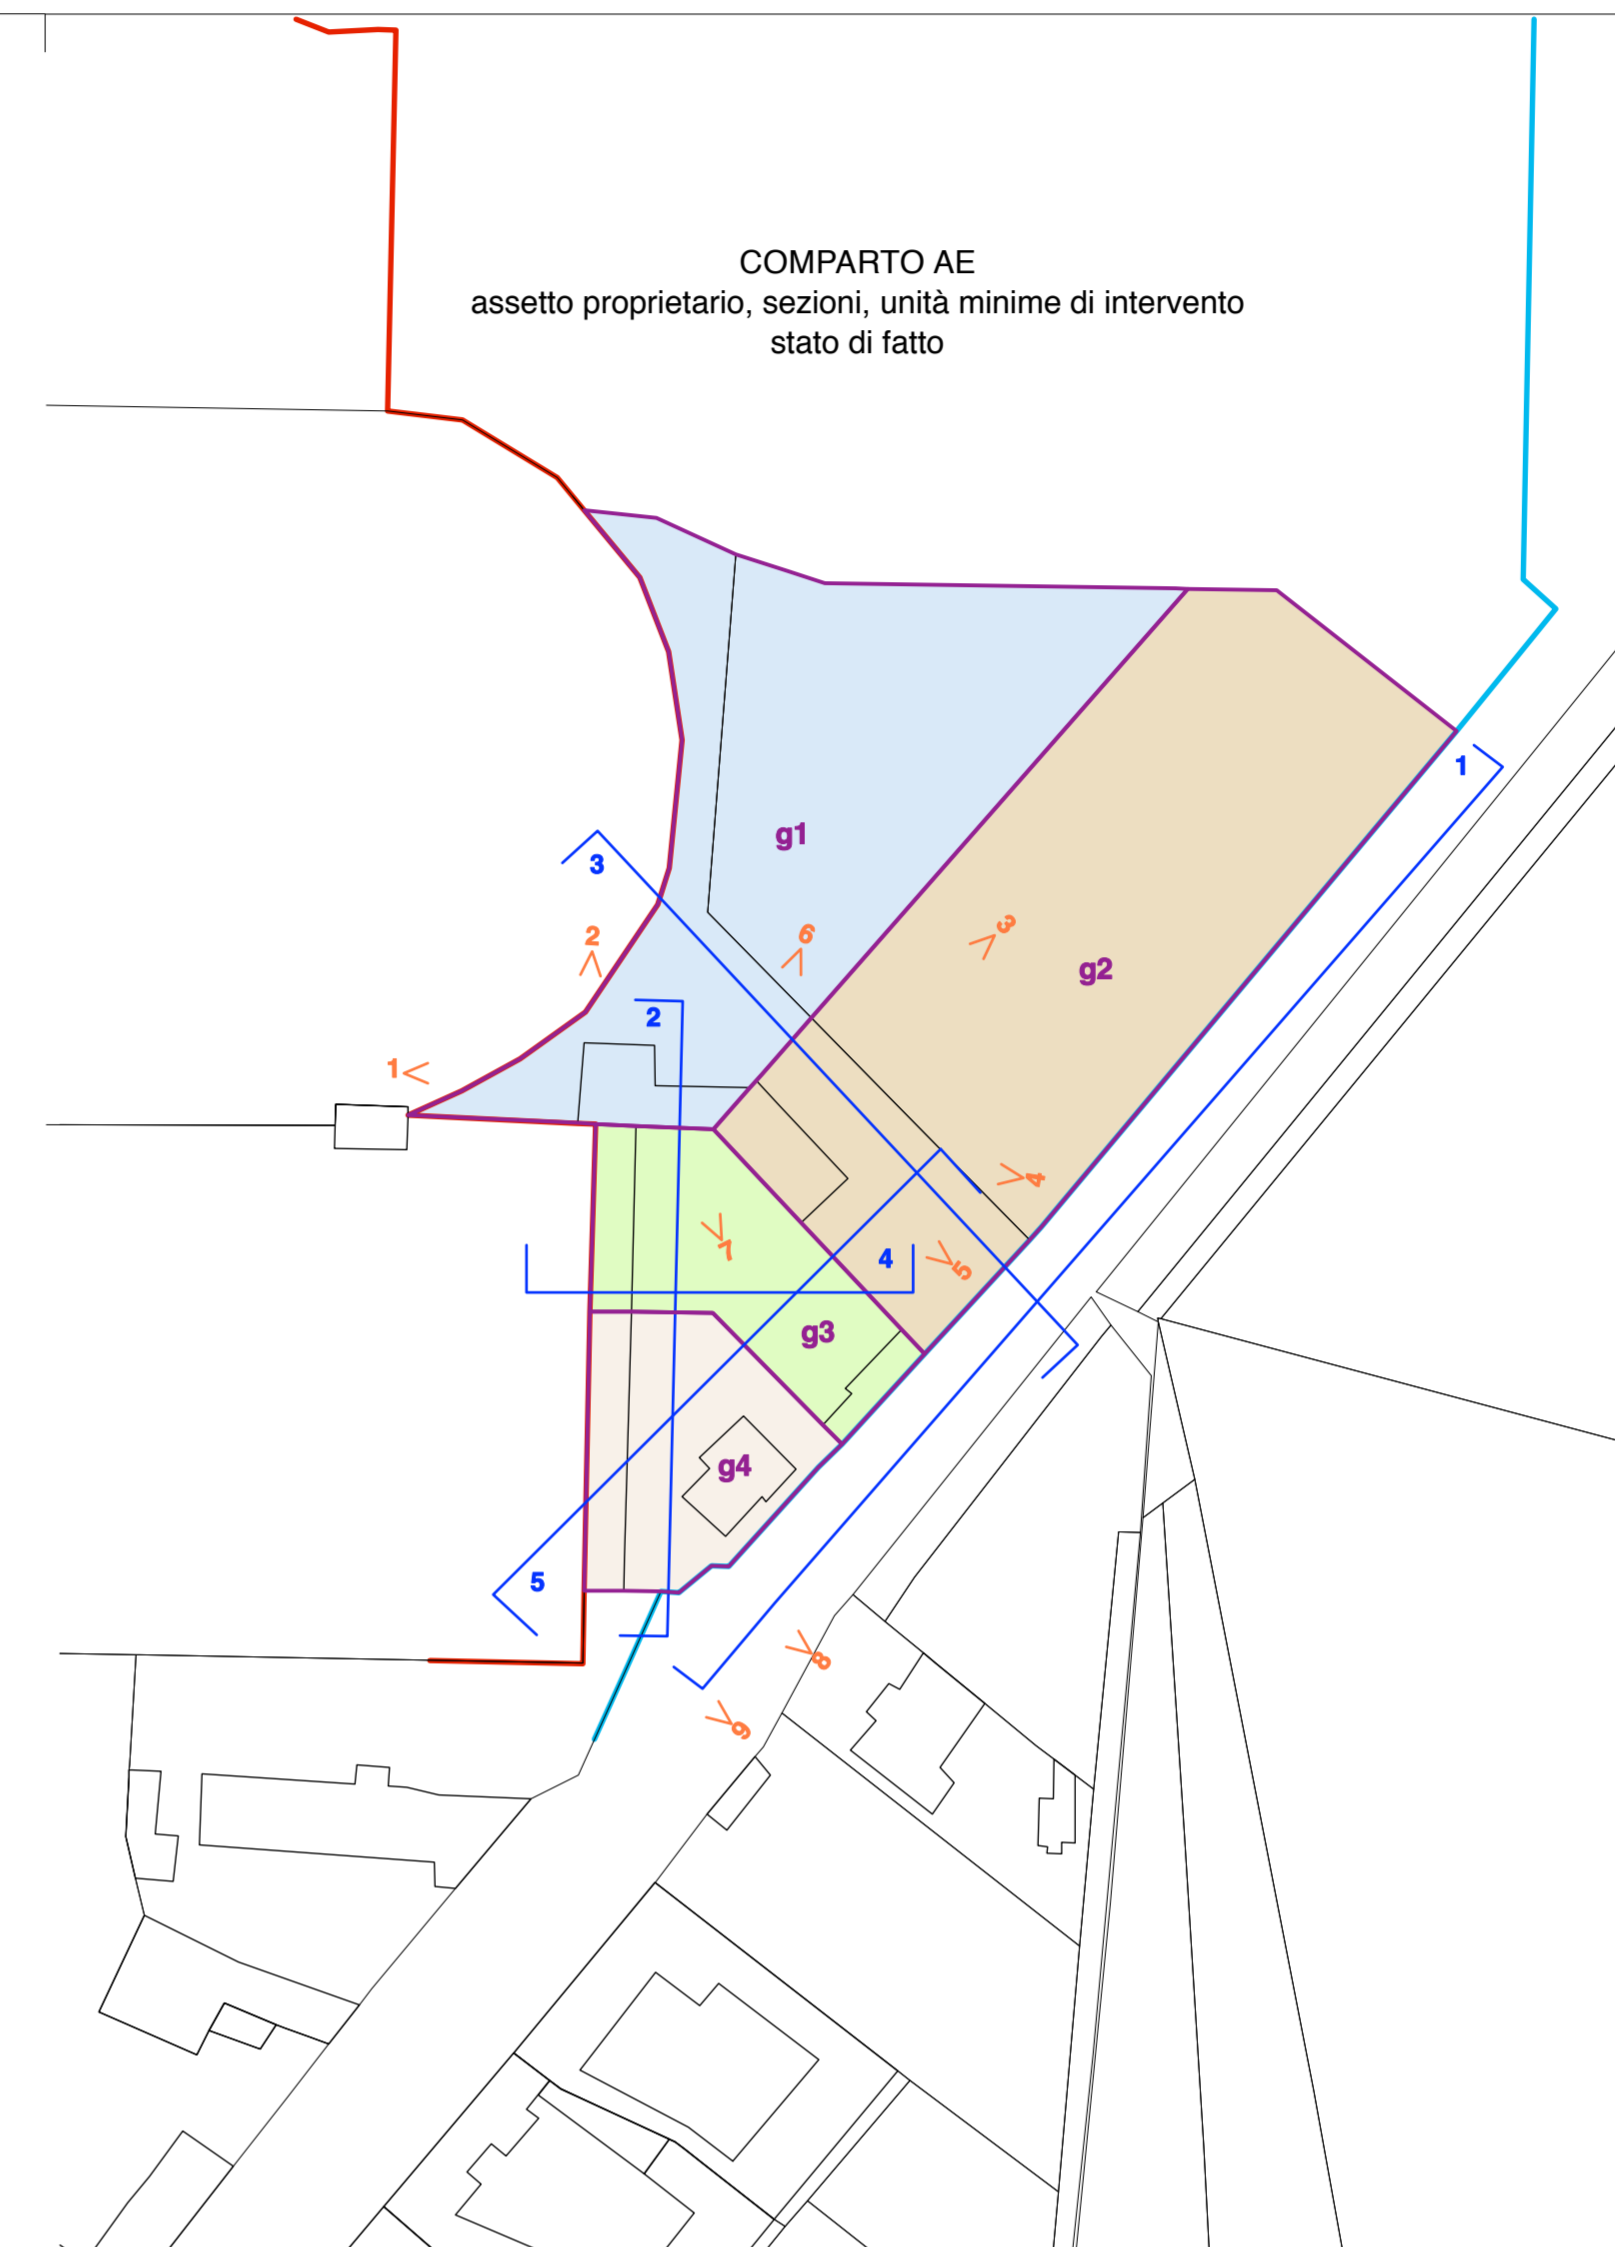 COMPARTO AE
assetto proprietario, sezioni, unità minime di intervento
stato di fatto
1
g1
3
6
3
2
g2
2
1
4
7
4
5
g3
g4
5
8
9